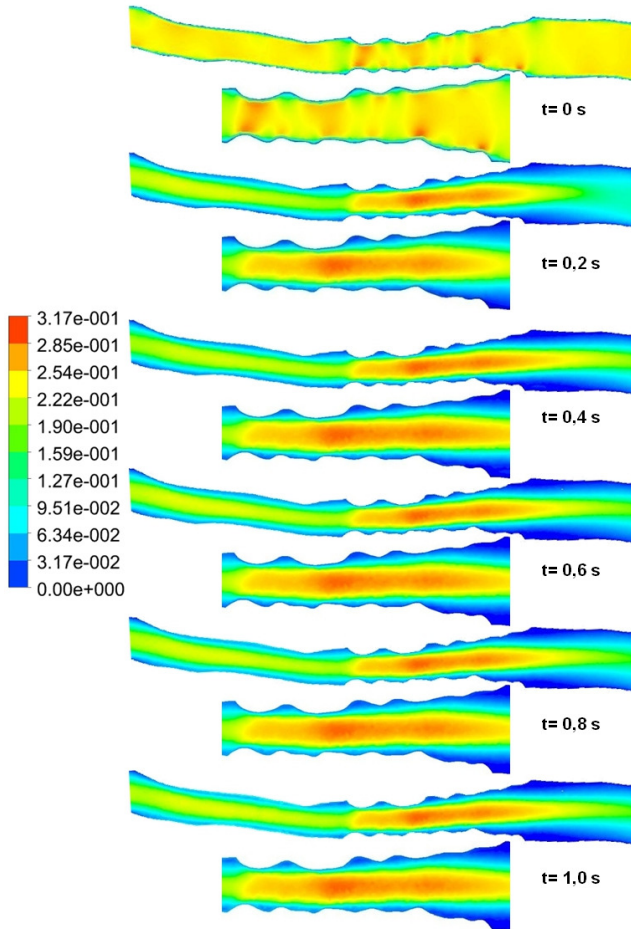 t= 0 s
t= 0,2 s
3.17e-001
2.85e-001
2.54e-001
2.22e-001
1.90e-001
1.59e-001
1.27e-001
9.51e-002
6.34e-002
3.17e-002
0.00e+000
t= 0,4 s
t= 0,6 s
t= 0,8 s
t= 1,0 s